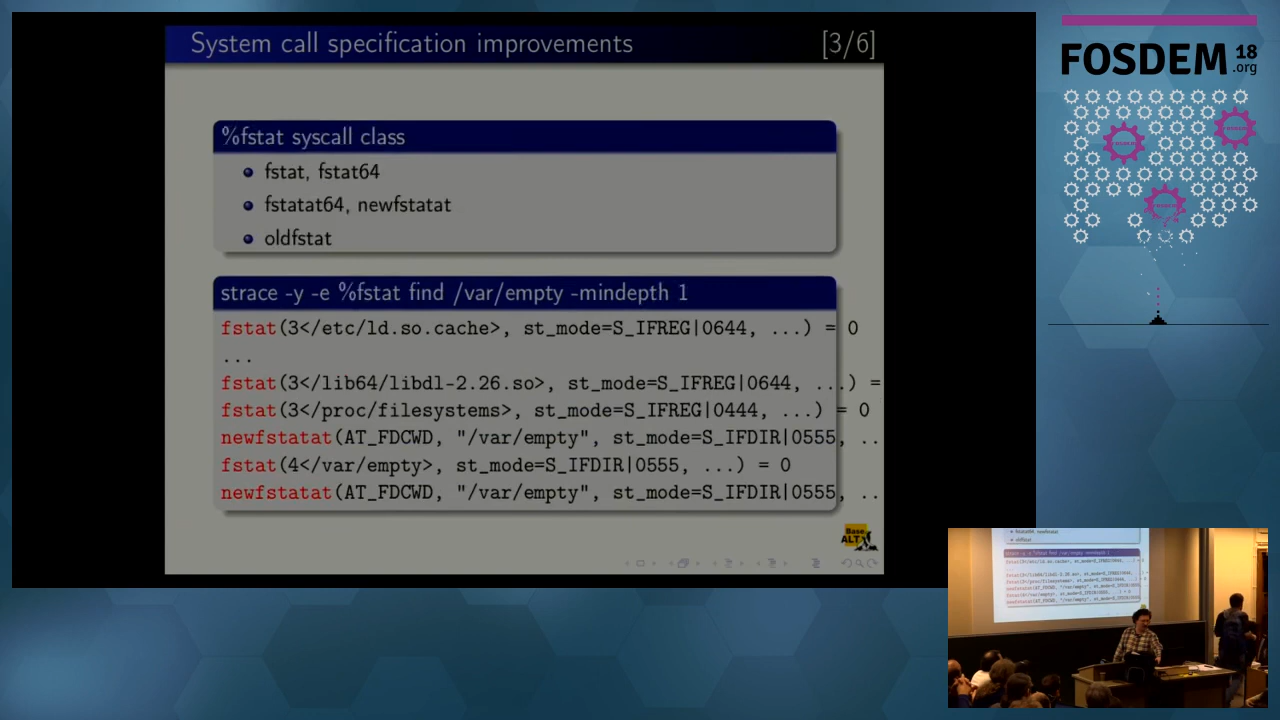 System call specification improvements [3/6]
%fstat syscall class
fstat, fstat64
fstatat64, newfstatat
oldfstat
strace -y -e %fstat find /var/empty -mindepth 1
fstat(3</etc/ld.so.cache>, st_mode=S_IFREG|0644, ...) = 0
...
fstat(3</lib64/libdl-2.26.so>, st_mode=S_IFREG|0644, ...) =
fstat(3</proc/filesystems>, st_mode=S_IFREG|0444, ...) = 0
newfstatat(AT_FDCWD, "/var/empty", st_mode=S_IFDIR|0555, ..
fstat(4</var/empty>, st_mode=S_IFDIR|0555, ...) = 0
newfstatat(AT_FDCWD, "/var/empty", st_mode=S_IFDIR|0555, ..
Base
ALT
FOSDEM 18
.org